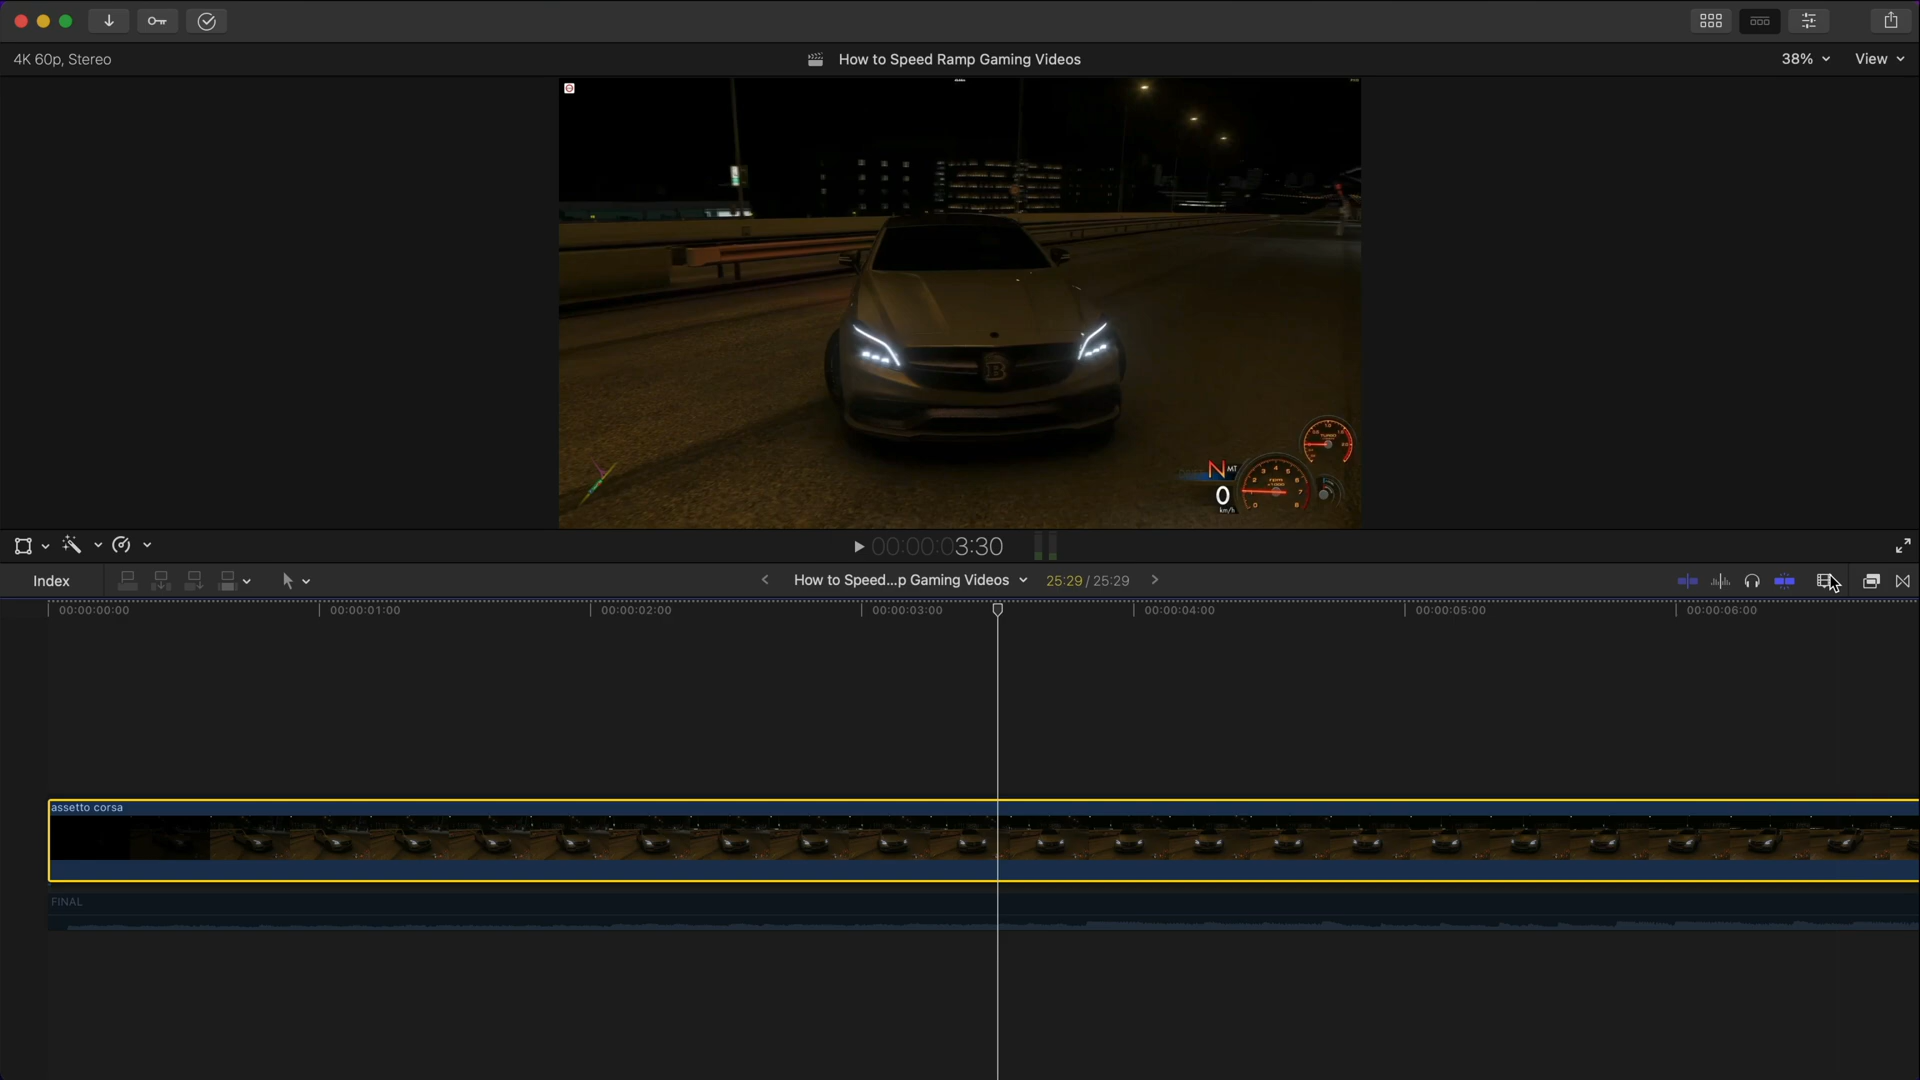 4K 60p, Stereo
How to Speed Ramp Gaming Videos
38%
View
N MT
0
km/h
00:00:03:30
Index
How to Speed...p Gaming Videos
25:29 / 25:29
00:00:00:00
00:00:01:00
00:00:02:00
00:00:03:00
00:00:04:00
00:00:05:00
00:00:06:00
assetto corsa
FINAL